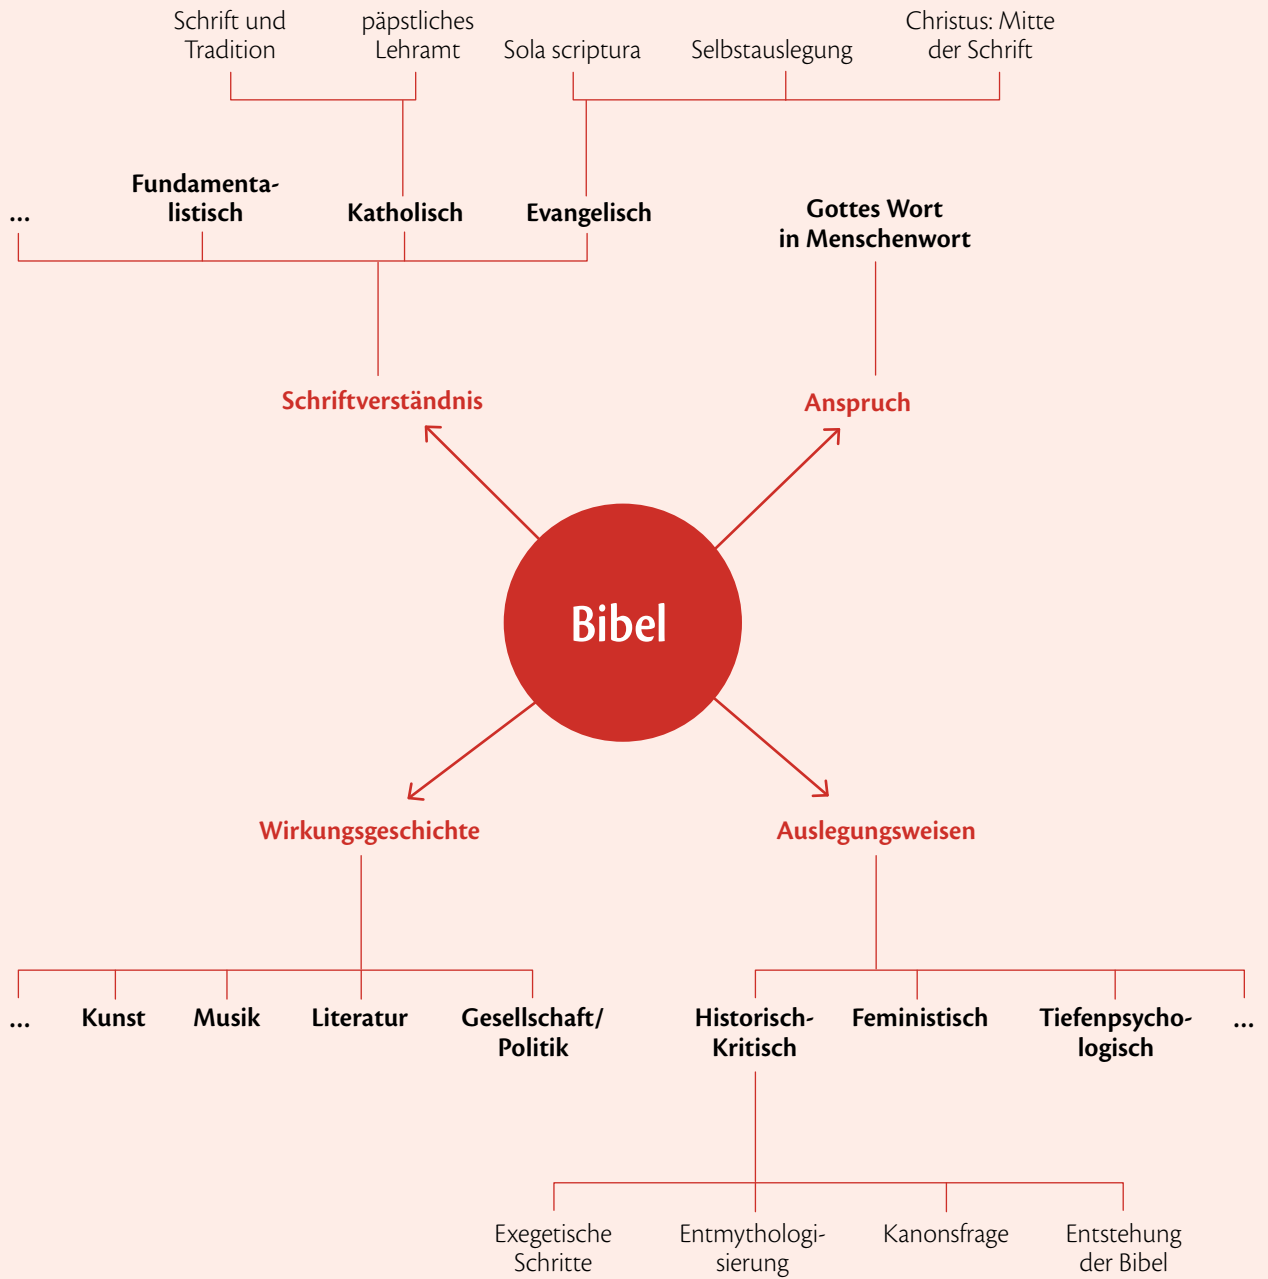 Schrift und
Tradition
päpstliches
Lehramt
Sola scriptura
Selbstauslegung
Christus: Mitte
der Schrift
...
Fundamenta-
listisch
Katholisch
Evangelisch
Gottes Wort
in Menschenwort
Schriftverständnis
Anspruch
Bibel
Wirkungsgeschichte
Auslegungsweisen
...
Kunst
Musik
Literatur
Gesellschaft/
Politik
Historisch-
Kritisch
Feministisch
Tiefenpsycho-
logisch
...
Exegetische
Schritte
Entmythologi-
sierung
Kanonsfrage
Entstehung
der Bibel